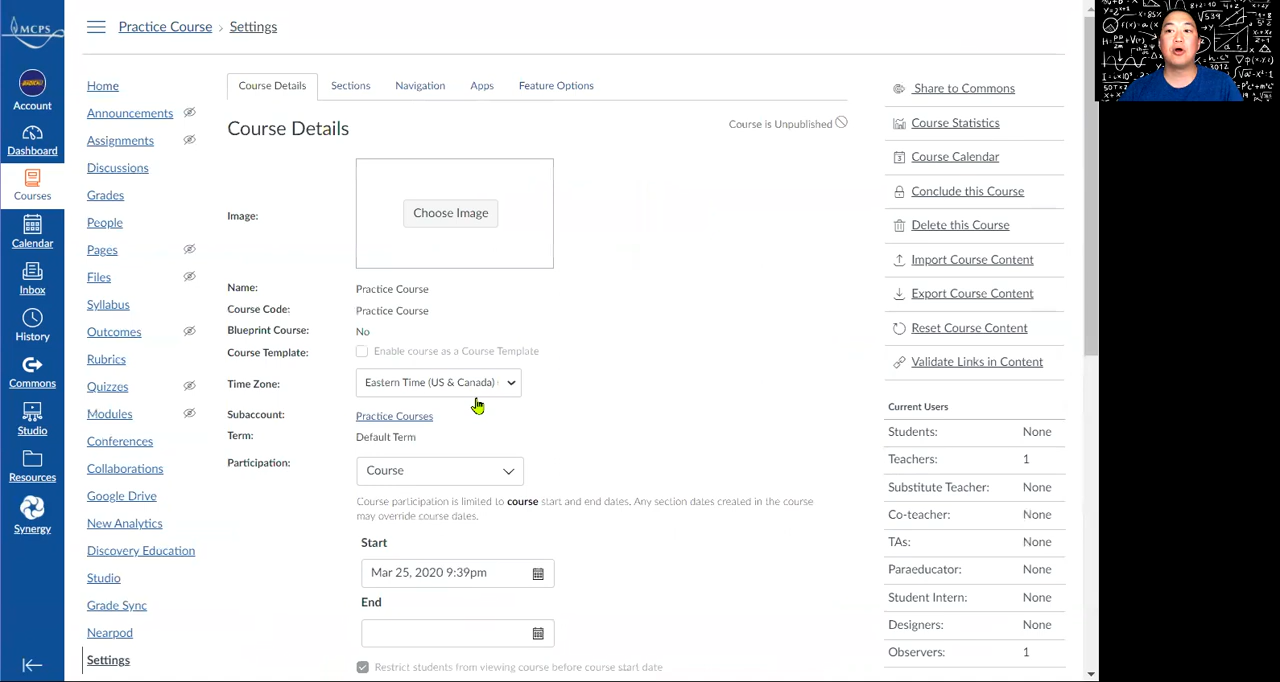 MCPS
Account
Dashboard
Courses
Calendar
Inbox
History
Commons
Studio
Resources
Synergy
Practice Course › Settings
Home
Announcements
Assignments
Discussions
Grades
People
Pages
Files
Syllabus
Outcomes
Rubrics
Quizzes
Modules
Conferences
Collaborations
Google Drive
New Analytics
Discovery Education
Studio
Grade Sync
Nearpod
Settings
Course Details Sections Navigation Apps Feature Options
Course Details
Course is Unpublished
Image: Choose Image
Name: Practice Course
Course Code: Practice Course
Blueprint Course: No
Course Template: Enable course as a Course Template
Time Zone: Eastern Time (US & Canada)
Subaccount: Practice Courses
Term: Default Term
Participation: Course
Course participation is limited to course start and end dates. Any section dates created in the course
may override course dates.
Start
Mar 25, 2020 9:39pm
End
Restrict students from viewing course before course start date
Share to Commons
Course Statistics
Course Calendar
Conclude this Course
Delete this Course
Import Course Content
Export Course Content
Reset Course Content
Validate Links in Content
Current Users
Students: None
Teachers: 1
Substitute Teacher: None
Co-teacher: None
TAs: None
Paraeducator: None
Student Intern: None
Designers: None
Observers: 1